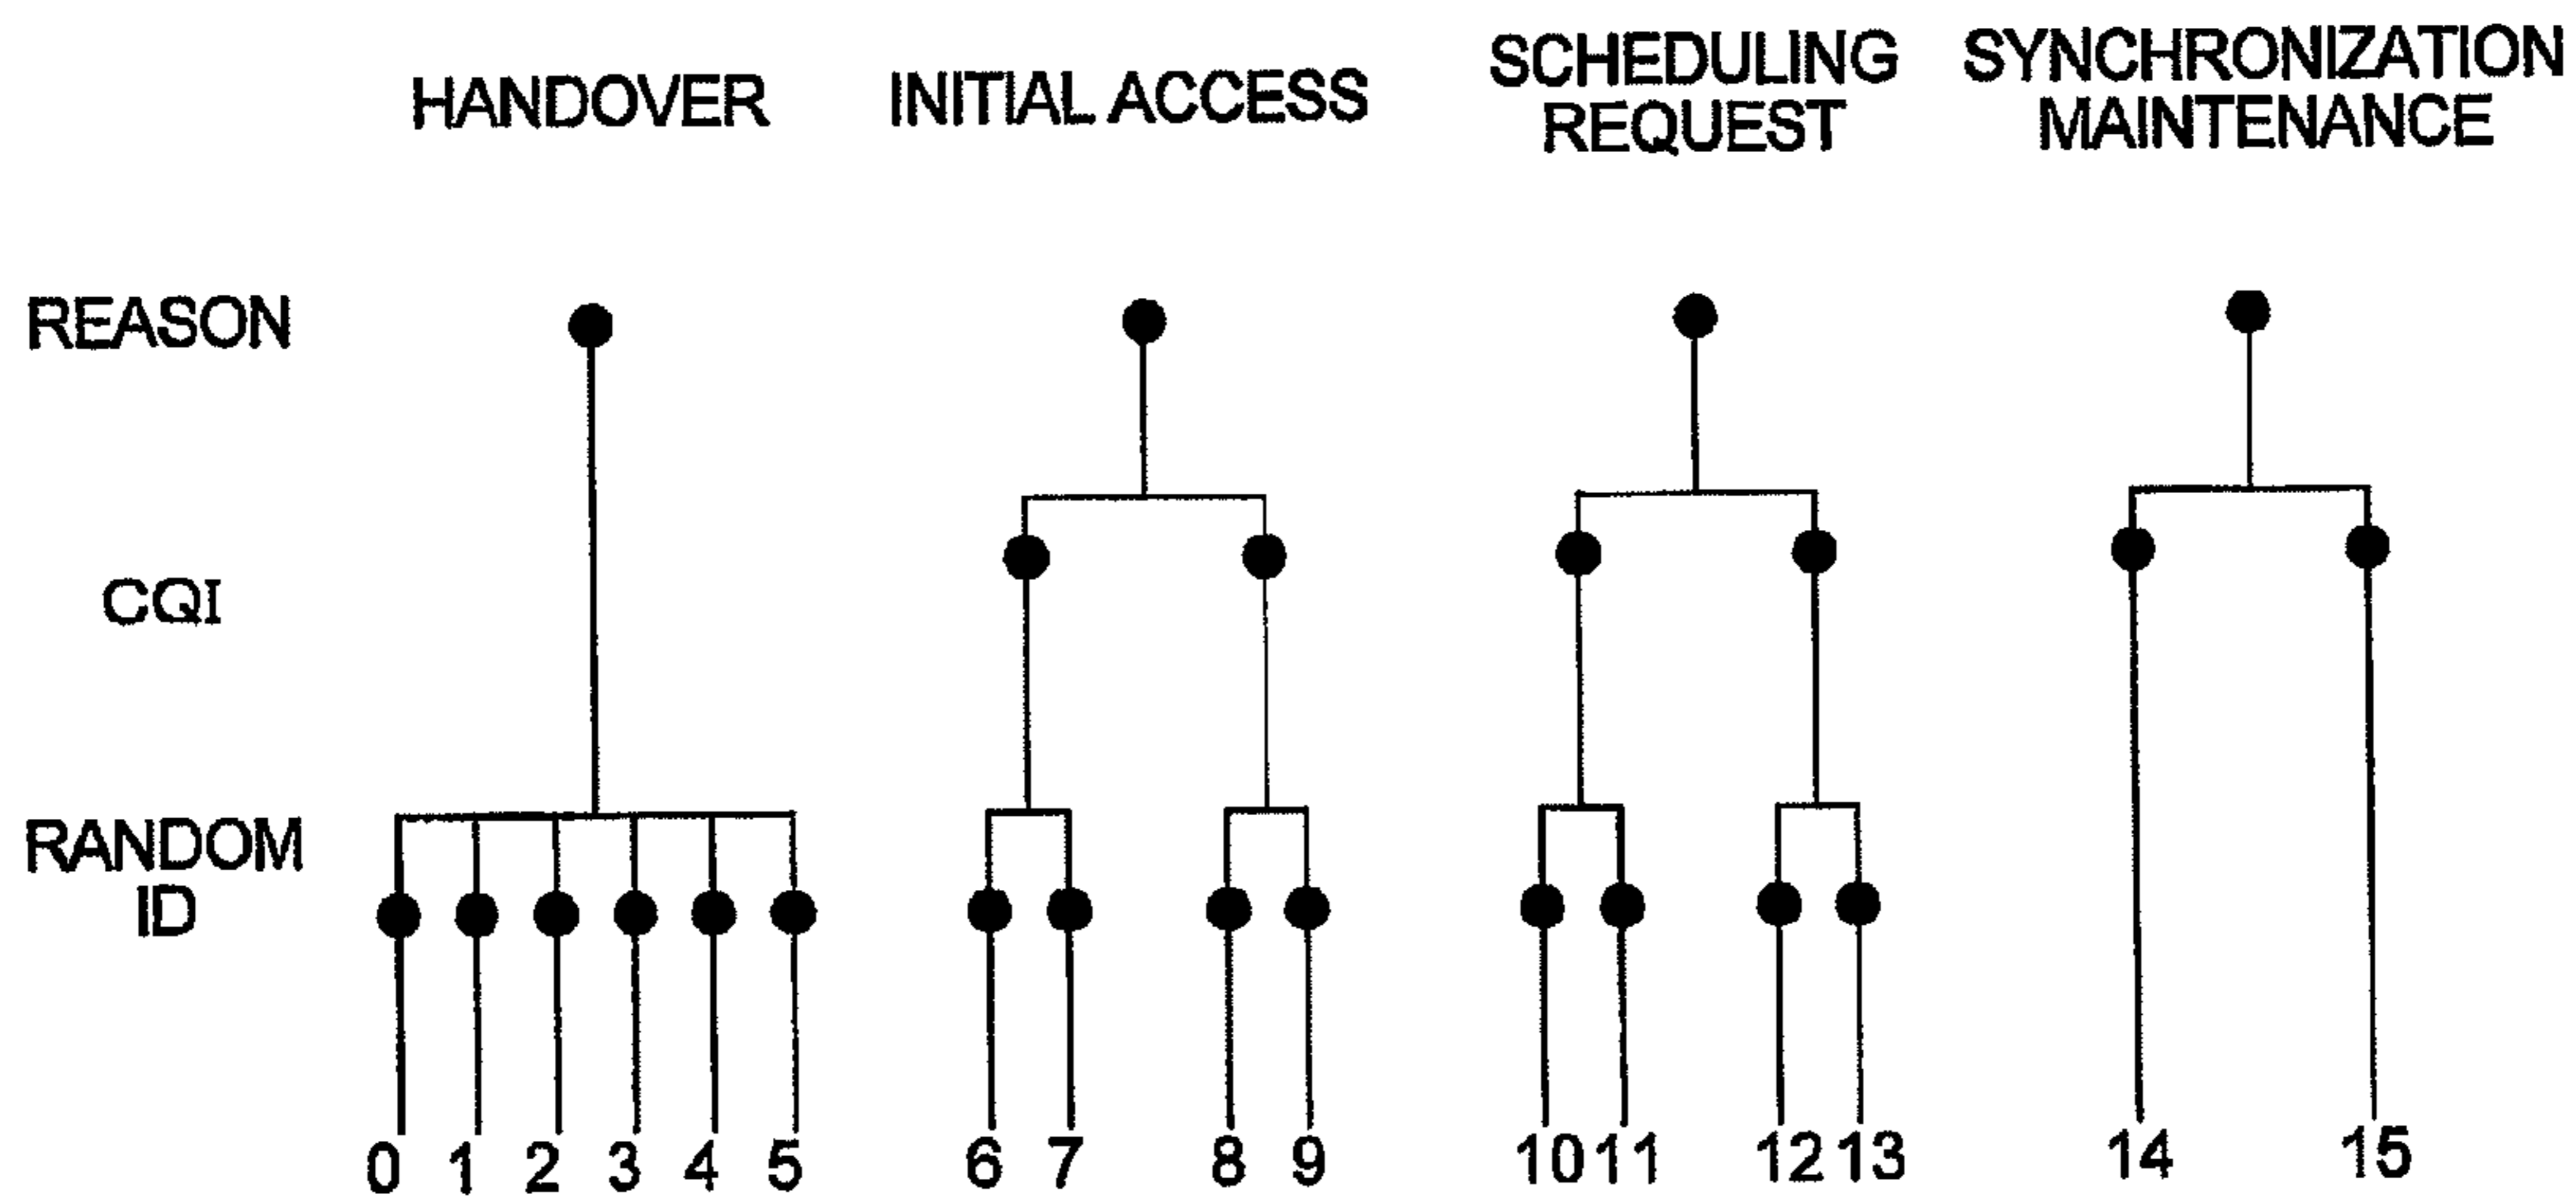 HANDOVER
INITIAL ACCESS
SCHEDULING
REQUEST
SYNCHRONIZATION
MAINTENANCE
REASON
CQI
RANDOM
ID
0 1 2 3 4 5 6 7 8 9 10 11 12 13 14 15